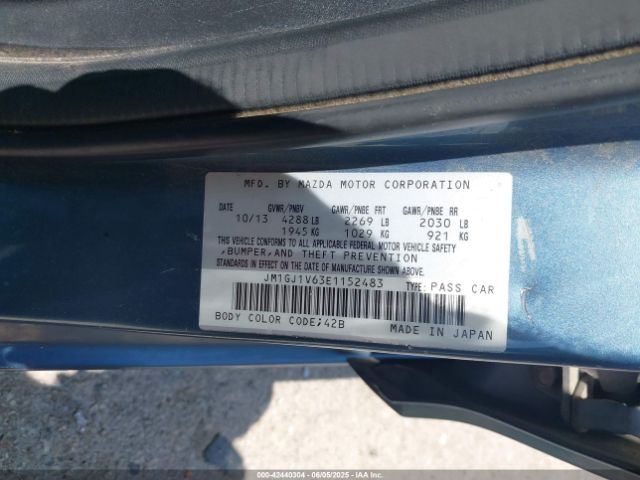 MFD. BY MAZDA MOTOR CORPORATION
DATE GVWR/PNBV GAWR/PNBE FRT GAWR/PNBE RR
10/13 4288 LB 2269 LB 2030 LB
1945 KG 1029 KG 921 KG
THIS VEHICLE CONFORMS TO ALL APPLICABLE FEDERAL MOTOR VEHICLE SAFETY
,BUMPER,AND THEFT PREVENTION
STANDARDS IN EFFECT ON THE DATE OF MANUFACTURE SHOWN ABOVE.
JM1GJ1V63E1152483 TYPE: PASS CAR
BODY COLOR CODE;42B MADE IN JAPAN
000-42440304 - 06/05/2025 - IAAI.COM